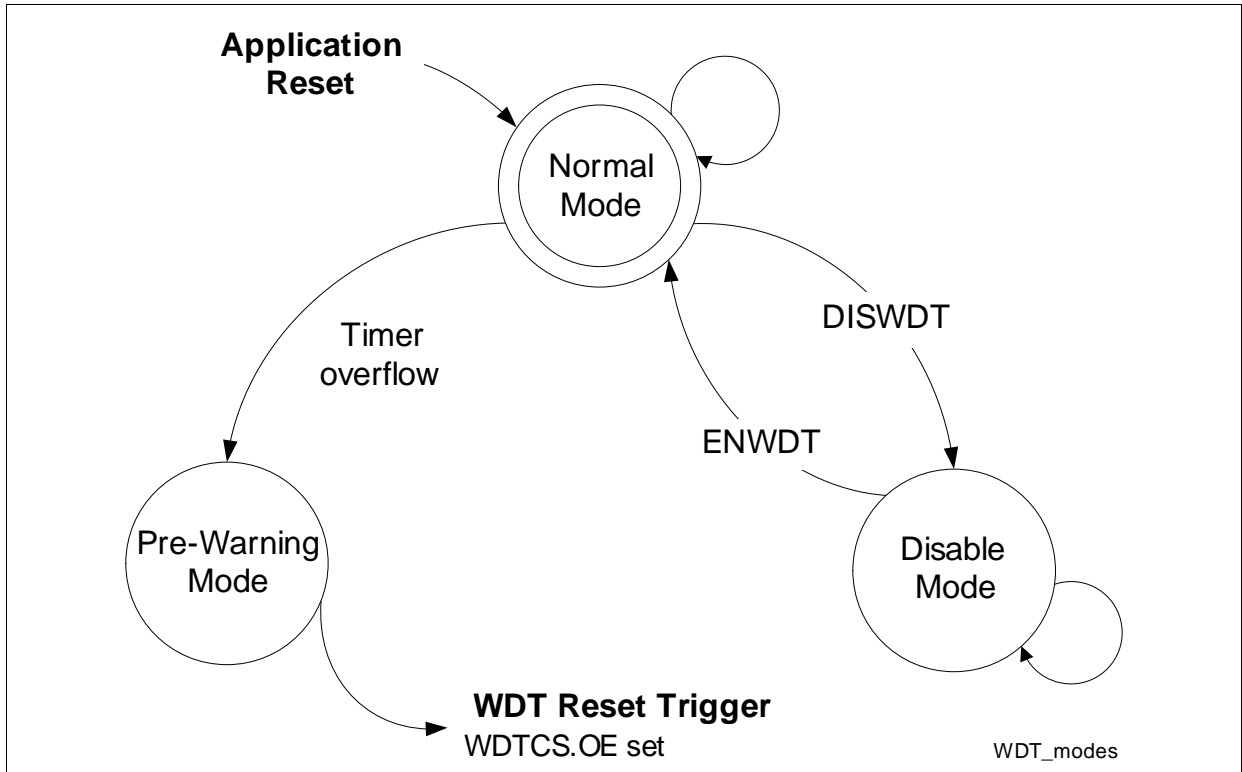 Application
Reset
Normal
Mode
Timer
overflow
DISWDT
ENWDT
Pre-Warning
Mode
Disable
Mode
WDT Reset Trigger
WDTCS.OE set
WDT_modes